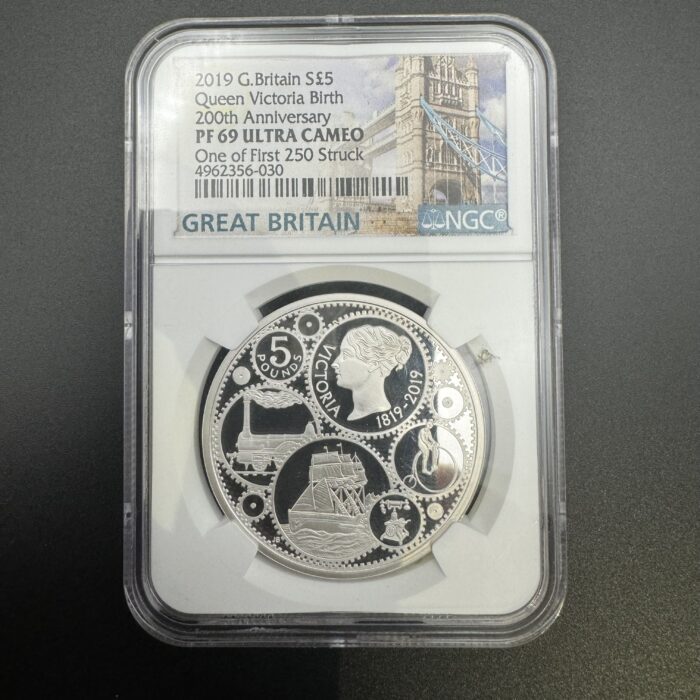 2019 G.Britain S£5
Queen Victoria Birth
200th Anniversary
PF 69 ULTRA CAMEO
One of First 250 Struck
4962356-030
GREAT BRITAIN
NGC®
5
POUNDS
VICTORIA
1819-2019